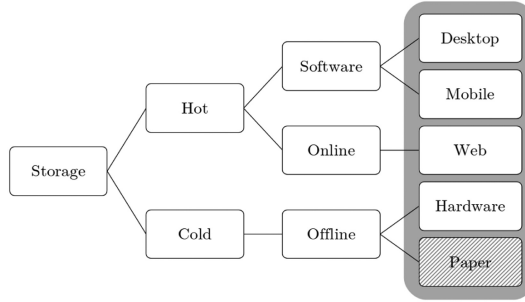 Storage
Hot
Cold
Software
Online
Offline
Desktop
Mobile
Web
Hardware
Paper